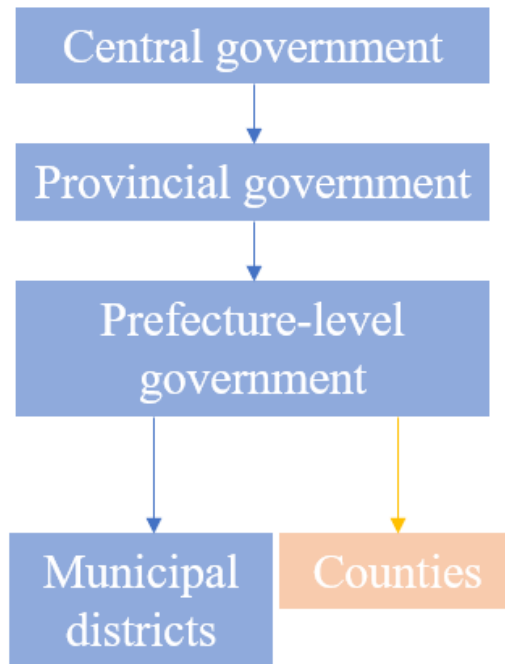 Central government
Provincial government
Prefecture-level
government
Municipal
districts
Counties